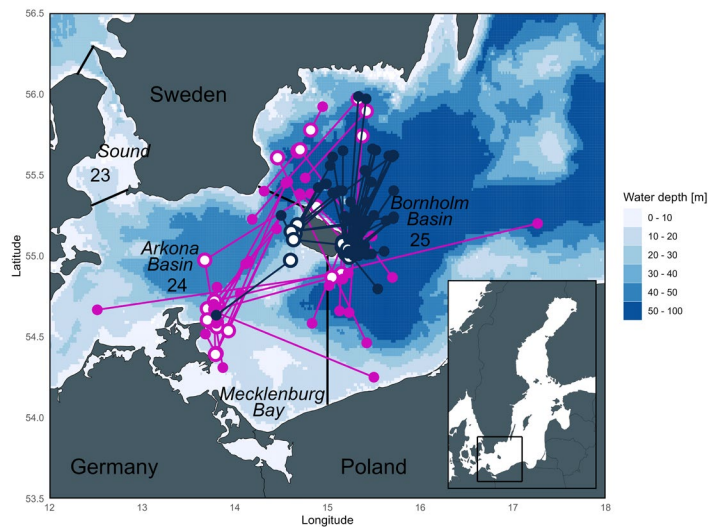 56.5
56.0
55.5
55.0
54.5
54.0
53.5
Latitude
Sweden
Sound
23
Arkona
Basin
24
Bornholm
Basin
25
Mecklenburg
Bay
Germany
Poland
12
13
14
15
16
17
18
Longitude
Water depth [m]
0 - 10
10 - 20
20 - 30
30 - 40
40 - 50
50 - 100